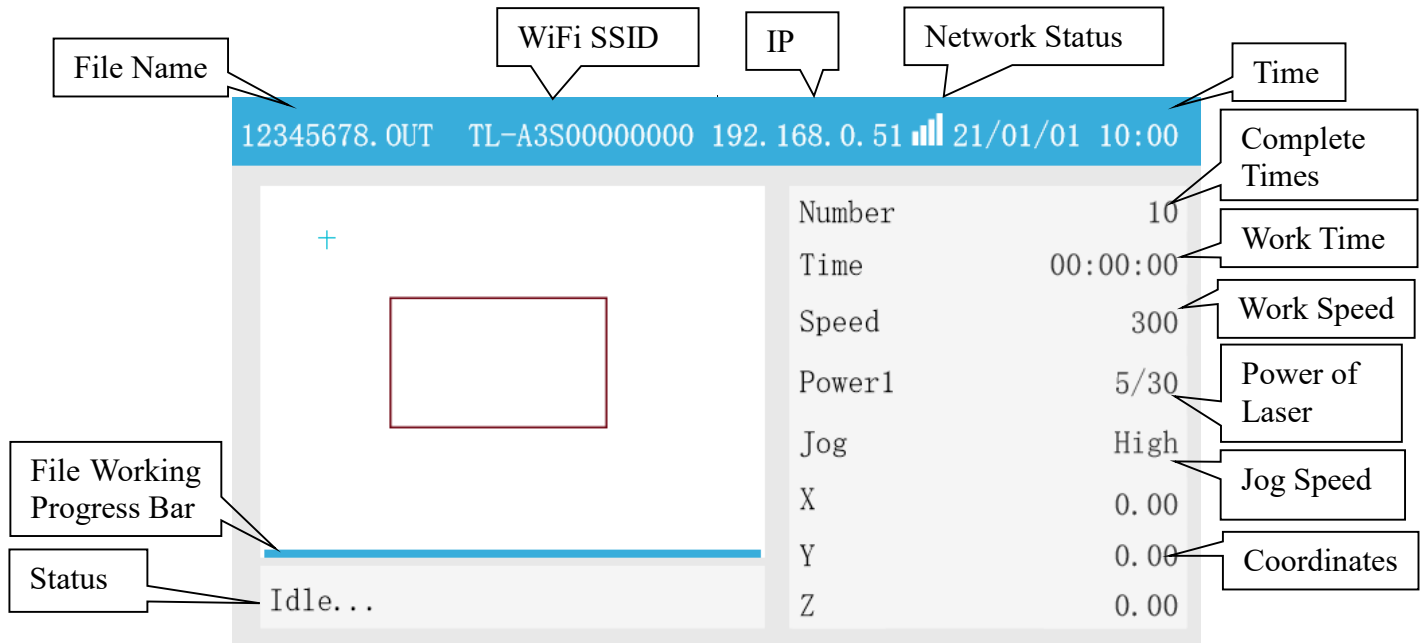 WiFi SSID
IP
Network Status
File Name
Time
12345678.OUT TL-A3S00000000 192.168.0.51 21/01/01 10:00
Complete
Times
Number 10
Work Time
Time 00:00:00
Work Speed
Speed 300
Power of
Laser
Power1 5/30
Jog High
File Working
Progress Bar
Jog Speed
X 0.00
Y 0.00
Coordinates
Status
Idle...
Z 0.00